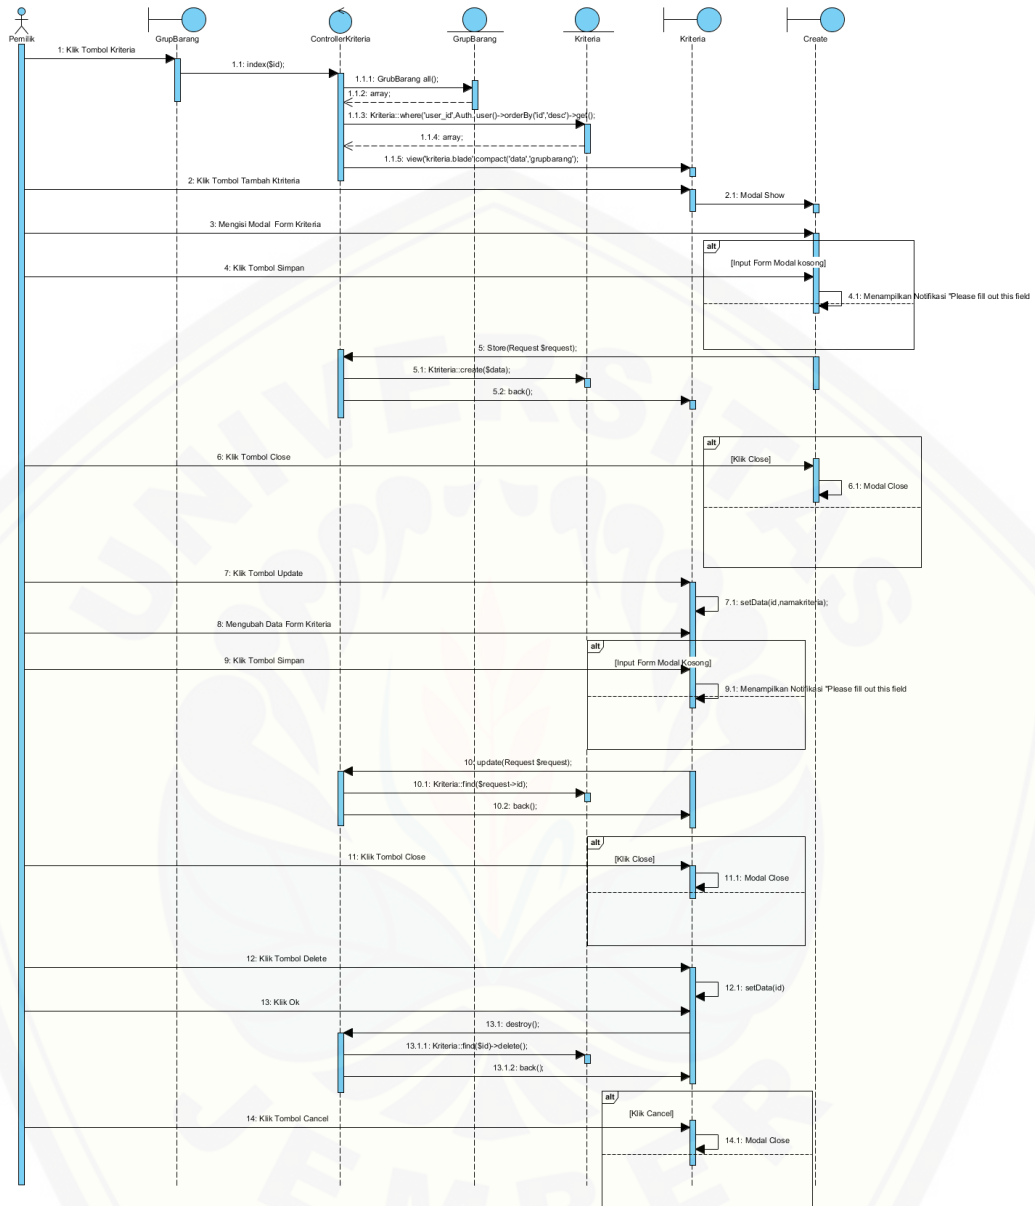 Pemilik
GrupBarang
ControllerKriteria
GrupBarang
Kriteria
Kriteria
Create
1: Klik Tombol Kriteria
1.1: index($id);
1.1.1: GrubBarang all();
1.1.2: array;
1.1.3: Kriteria::where('user_id',Auth..user()->orderBy('id','desc')->get();
1.1.4: array;
1.1.5: view('kriteria.blade'compact('data','grupbarang');
2: Klik Tombol Tambah Ktriteria
2.1: Modal Show
3: Mengisi Modal Form Kriteria
alt
[Input Form Modal kosong]
4: Klik Tombol Simpan
4.1: Menampilkan Notifikasi "Please fill out this field
5: Store(Request $request);
5.1: Ktriteria::create($data);
5.2: back();
alt
6: Klik Tombol Close
[Klik Close]
6.1: Modal Close
7: Klik Tombol Update
7.1: setData(id,namakriteria);
8: Mengubah Data Form Kriteria
alt
9: Klik Tombol Simpan
[Input Form Modal Kosong]
9.1: Menampilkan Notifikasi "Please fill out this field
10: update(Request $request);
10.1: Kriteria::find($request->id);
10.2: back();
alt
11: Klik Tombol Close
[Klik Close]
11.1: Modal Close
12: Klik Tombol Delete
12.1: setData(id)
13: Klik Ok
13.1: destroy();
13.1.1: Kriteria::find($id)->delete();
13.1.2: back();
alt
[Klik Cancel]
14: Klik Tombol Cancel
14.1: Modal Close
UNIVERSITAS
JEMBER